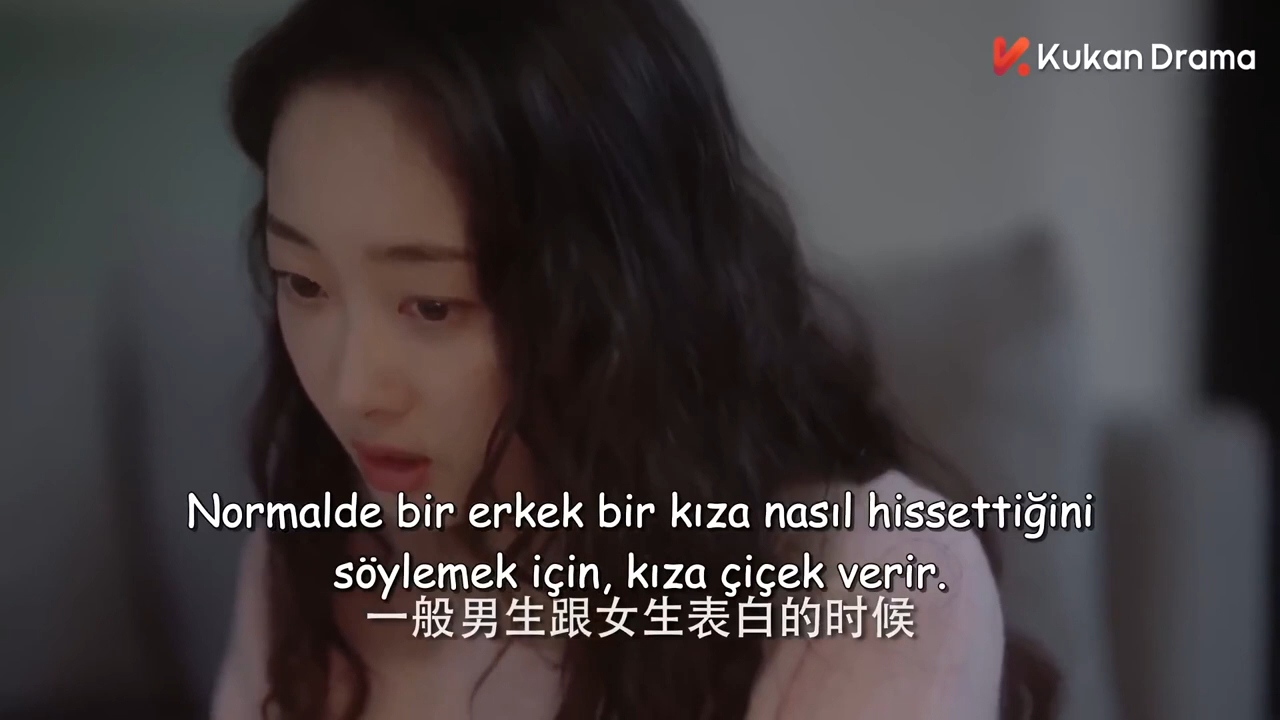 Kukan Drama
Normalde bir erkek bir kıza nasıl hissettiğini
söylemek için, kıza çiçek verir.
一般男生跟女生表白的时候